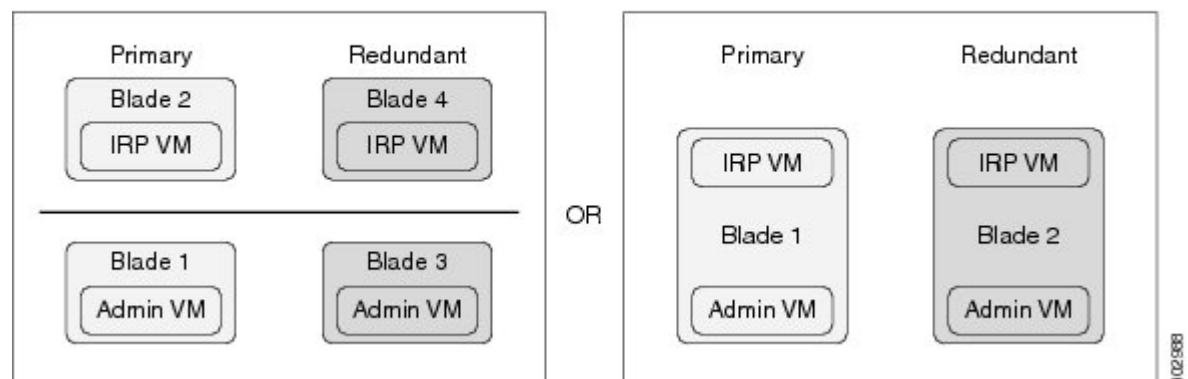 Primary
Redundant
Blade 2
IRP VM
Blade 4
IRP VM
Blade 1
Admin VM
Blade 3
Admin VM
OR
Primary
Redundant
IRP VM
Blade 1
Admin VM
IRP VM
Blade 2
Admin VM